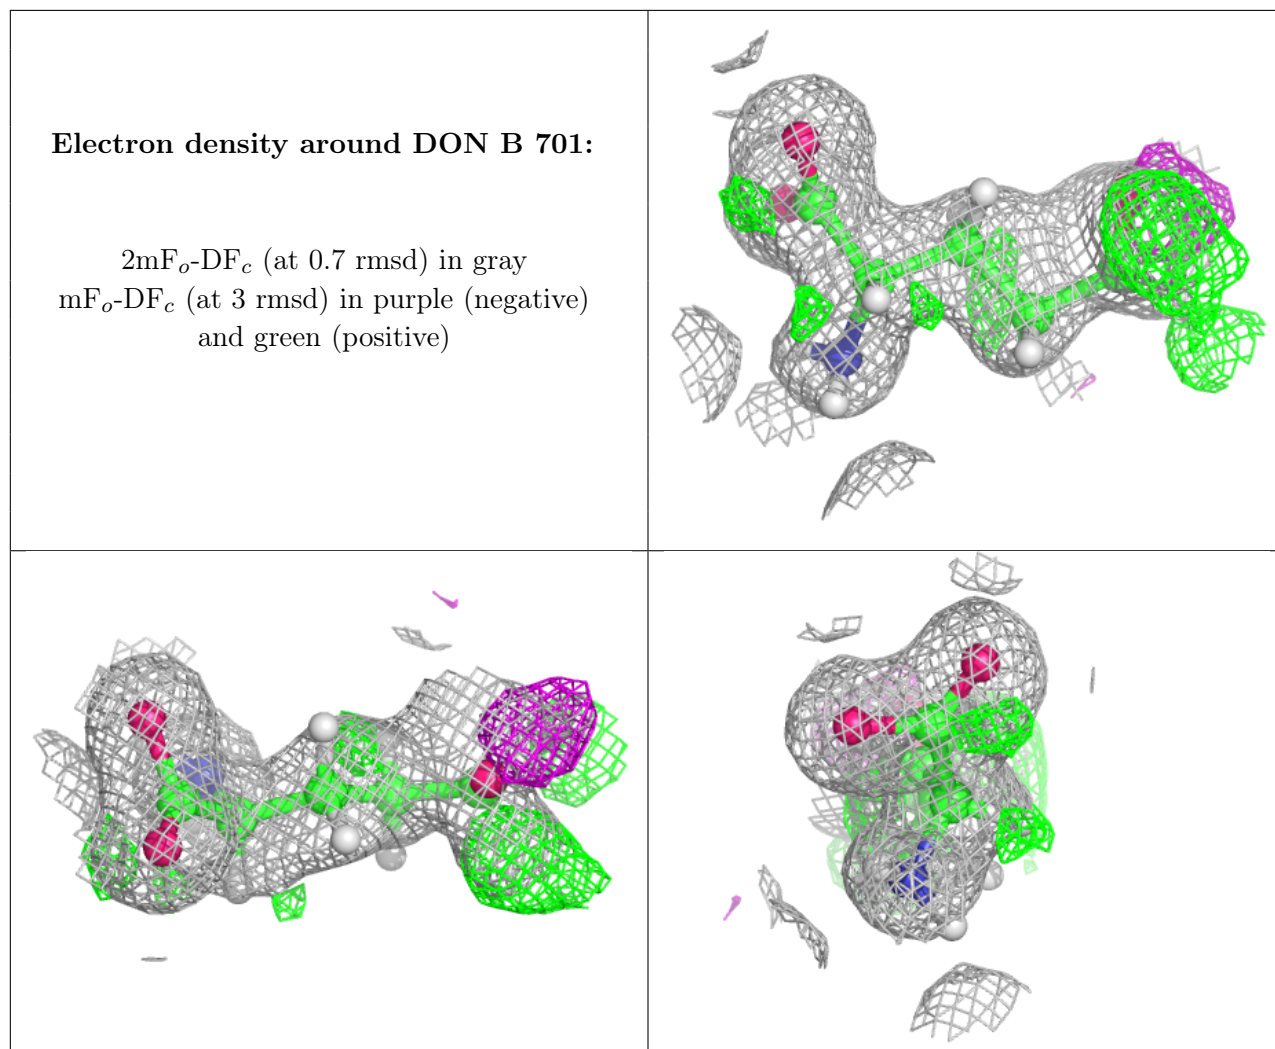 Electron density around DON B 701:
2mFₒ-DF𝒸 (at 0.7 rmsd) in gray
mFₒ-DF𝒸 (at 3 rmsd) in purple (negative)
and green (positive)